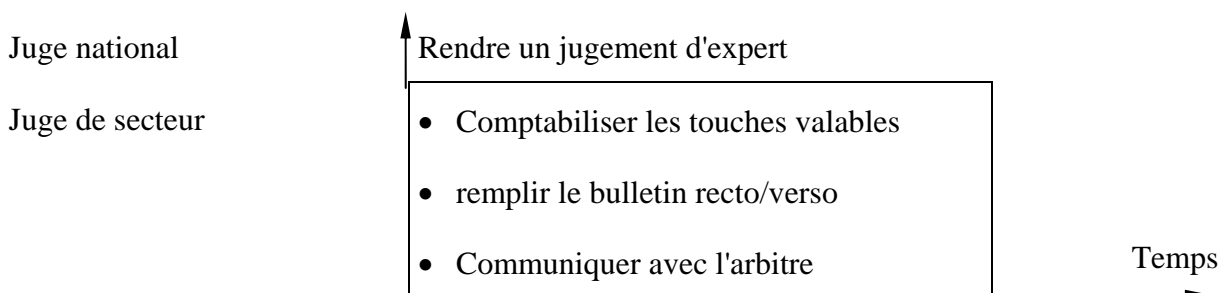 Juge national
Rendre un jugement d'expert
Juge de secteur
• Comptabiliser les touches valables
• remplir le bulletin recto/verso
• Communiquer avec l'arbitre
Temps